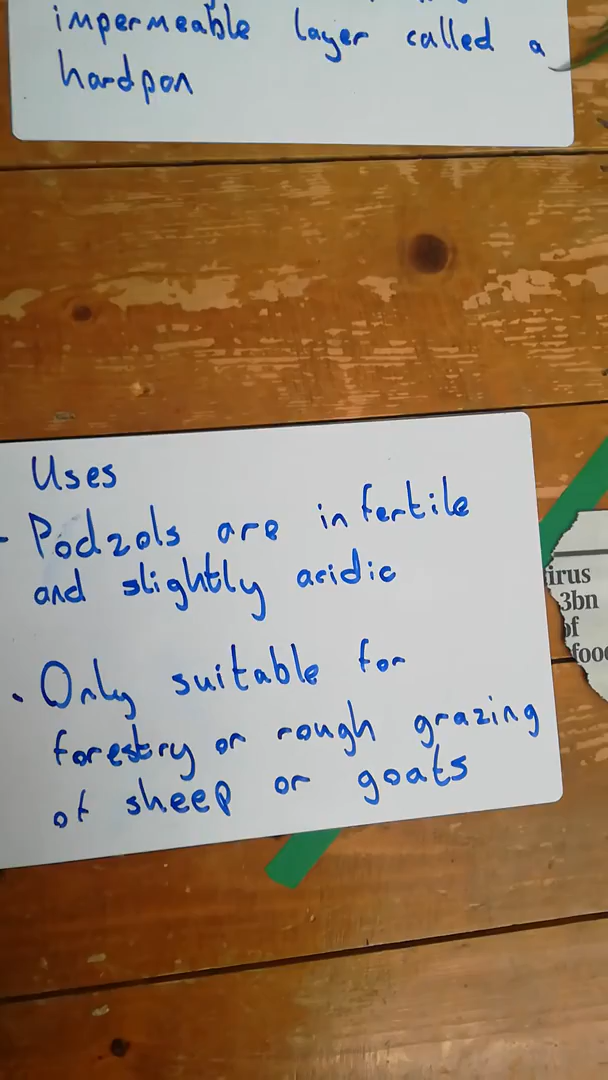 impermeable layer called a
hardpan
Uses
- Podzols are infertile
and slightly acidic
• Only suitable for
forestry or rough grazing
of sheep or goats
irus
3bn
of
food